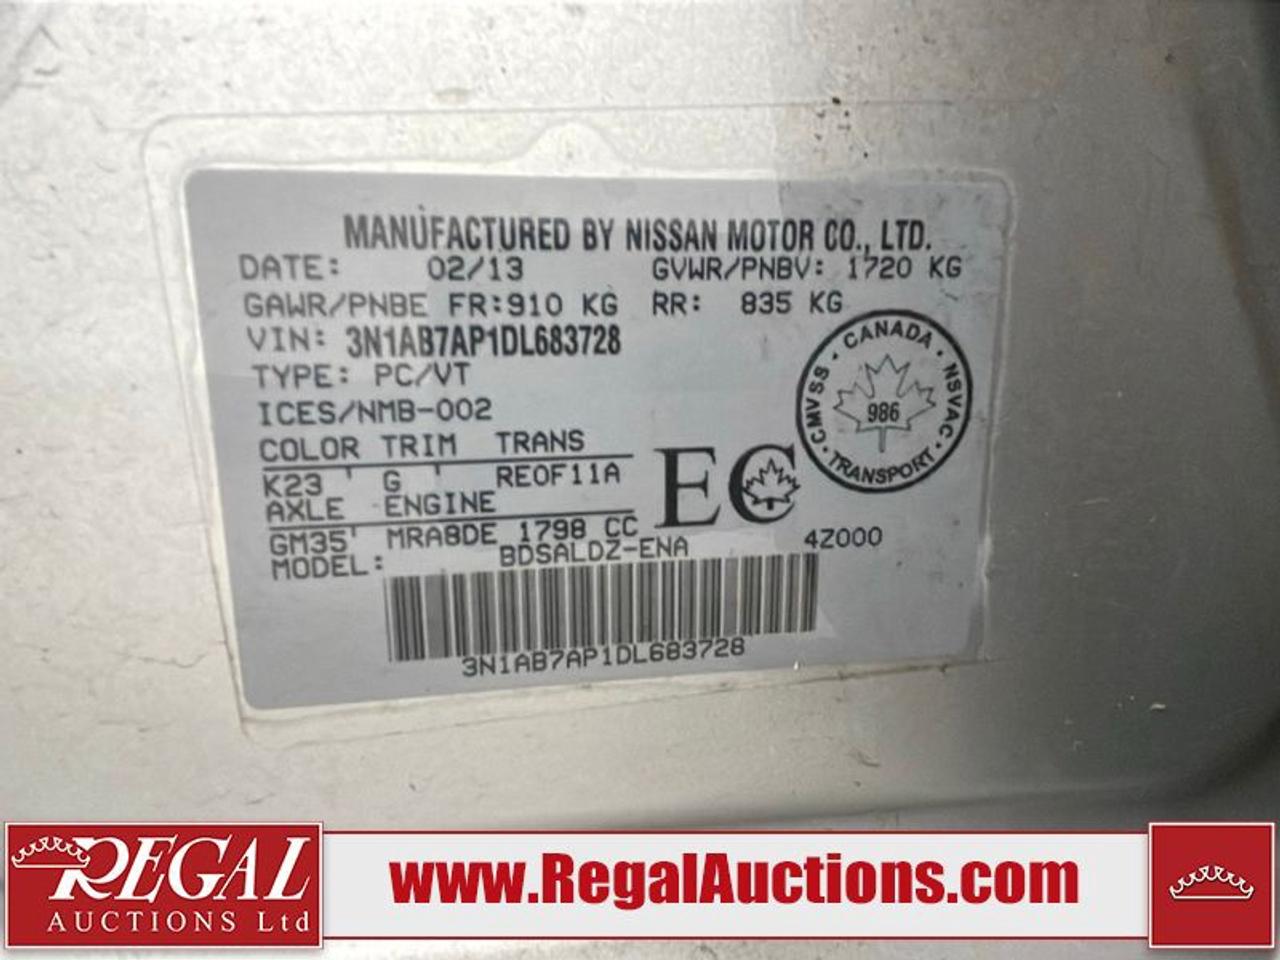 MANUFACTURED BY NISSAN MOTOR CO., LTD.
DATE: 02/13 GVWR/PNBV: 1720 KG
GAWR/PNBE FR:910 KG RR: 835 KG
VIN: 3N1AB7AP1DL683728
TYPE: PC/VT
ICES/NMB-002
COLOR TRIM TRANS
K23 ' G ' RE0F11A
AXLE ENGINE
GM35' MRA8DE 1798 CC
MODEL: BDSALDZ-ENA 4Z000
EC
CANADA · NSVAC · TRANSPORT · CMVSS ·
986
3N1AB7AP1DL683728
REGAL
AUCTIONS Ltd
www.RegalAuctions.com